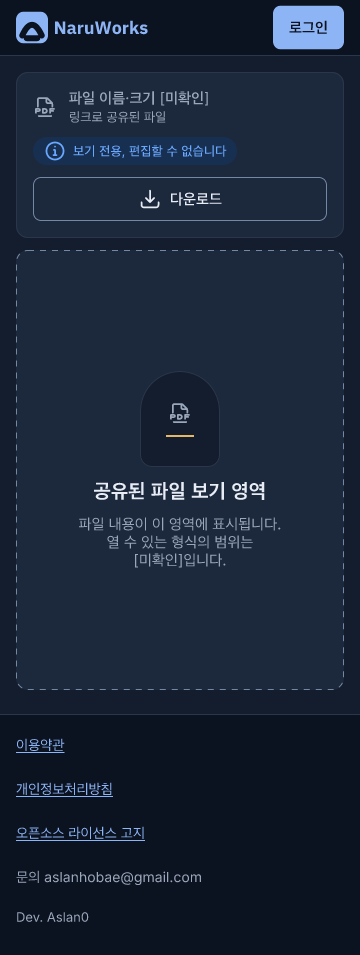 NaruWorks
로그인
파일 이름·크기 [미확인]
링크로 공유된 파일
보기 전용, 편집할 수 없습니다
다운로드
공유된 파일 보기 영역
파일 내용이 이 영역에 표시됩니다.
열 수 있는 형식의 범위는
[미확인]입니다.
이용약관
개인정보처리방침
오픈소스 라이선스 고지
문의 aslanhobae@gmail.com
Dev. Aslan0